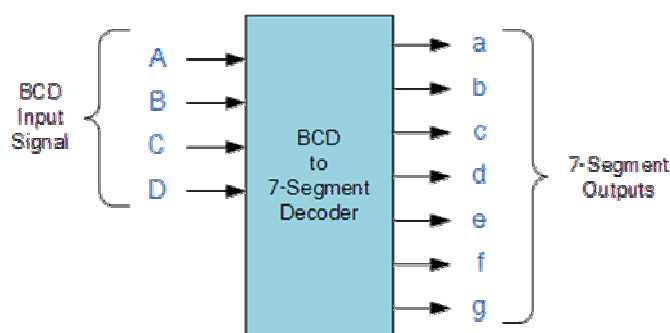 BCD
Input
Signal
A
B
C
D
BCD
to
7-Segment
Decoder
a
b
c
d
e
f
g
7-Segment
Outputs